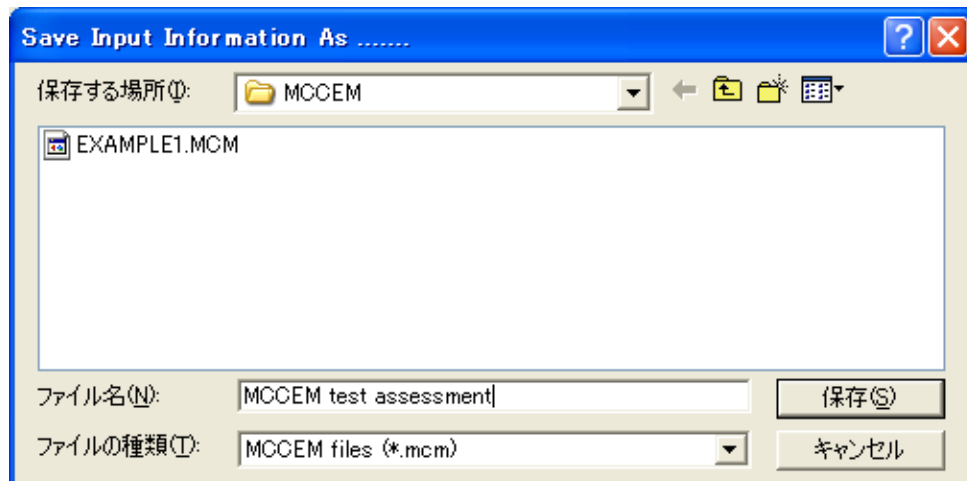 Save Input Information As .......
保存する場所(I): MCCEM
EXAMPLE1.MCM
ファイル名(N): MCCEM test assessment 保存(S)
ファイルの種類(T): MCCEM files (*.mcm) キャンセル